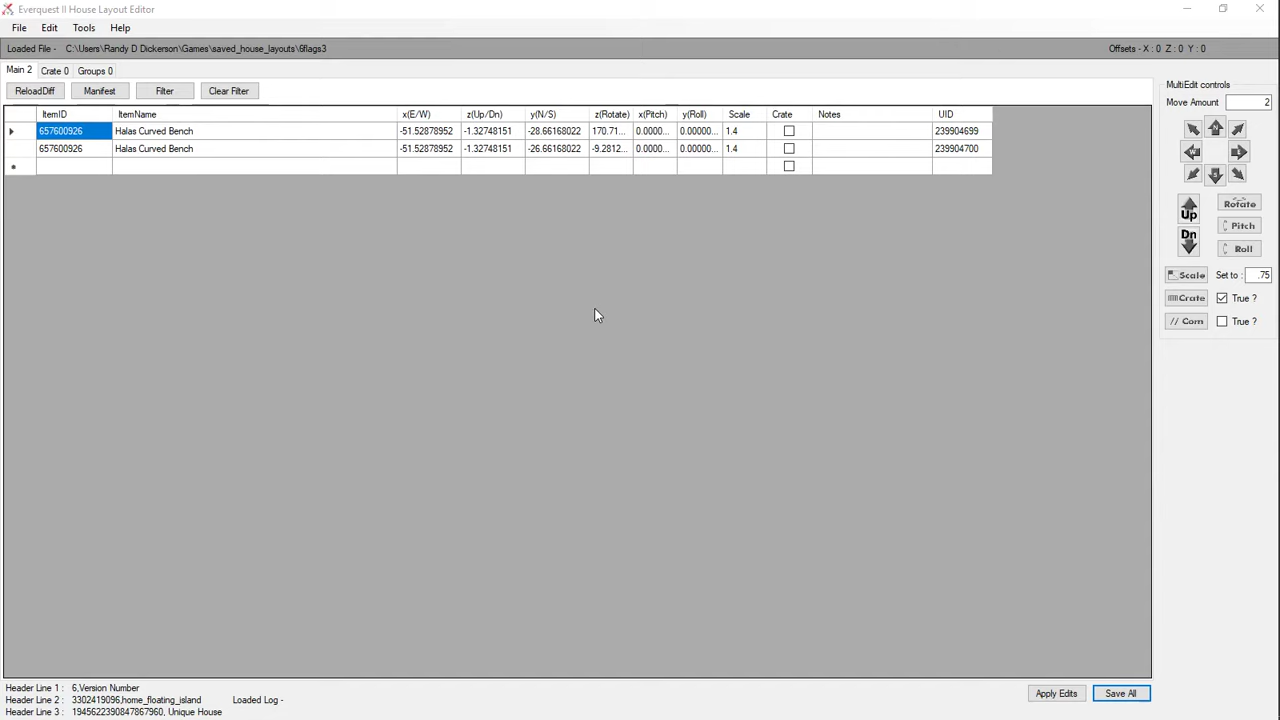 Everquest II House Layout Editor
File Edit Tools Help
Loaded File - C:\Users\Randy D Dickerson\Games\saved_house_layouts\6flags3 Offsets - X : 0 Z : 0 Y : 0
Main 2 Crate 0 Groups 0
ReloadDiff Manifest Filter Clear Filter
ItemID ItemName x(E/W) z(Up/Dn) y(N/S) z(Rotate) x(Pitch) y(Roll) Scale Crate Notes UID
657600926 Halas Curved Bench -51.52878952 -1.32748151 -28.66168022 170.71... 0.0000... 0.00000... 1.4 239904699
657600926 Halas Curved Bench -51.52878952 -1.32748151 -26.66168022 -9.2812... 0.0000... 0.00000... 1.4 239904700
MultiEdit controls
Move Amount 2
N
W E
S
Up Rotate
Pitch
Dn Roll
Scale Set to : .75
Crate True ?
// Com True ?
Header Line 1 : 6,Version Number
Header Line 2 : 3302419096,home_floating_island Loaded Log -
Header Line 3 : 1945622390847867960, Unique House
Apply Edits Save All